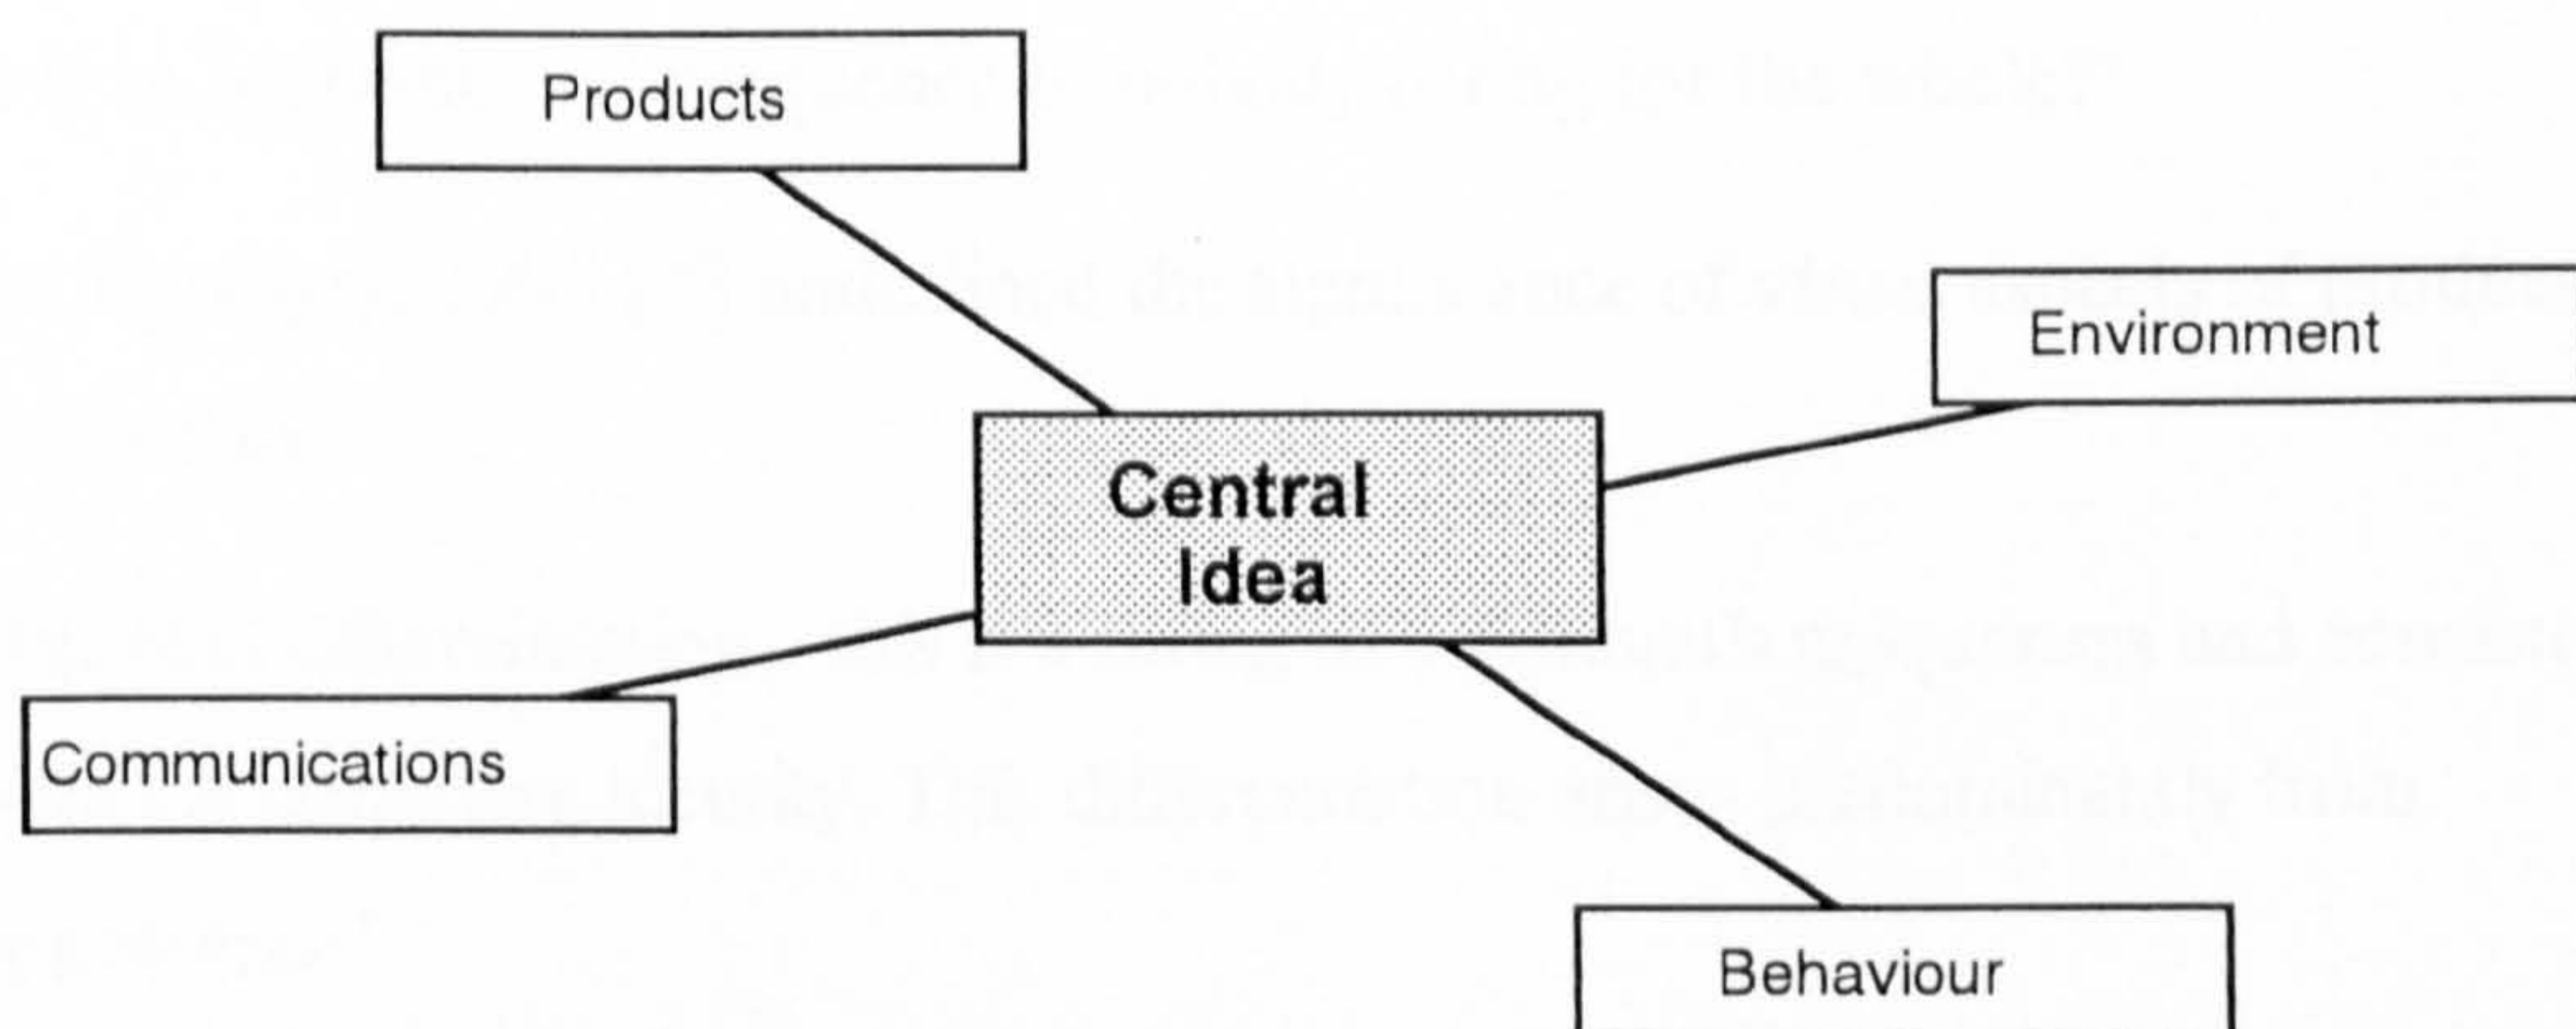 Products
Environment
Central
Idea
Communications
Behaviour